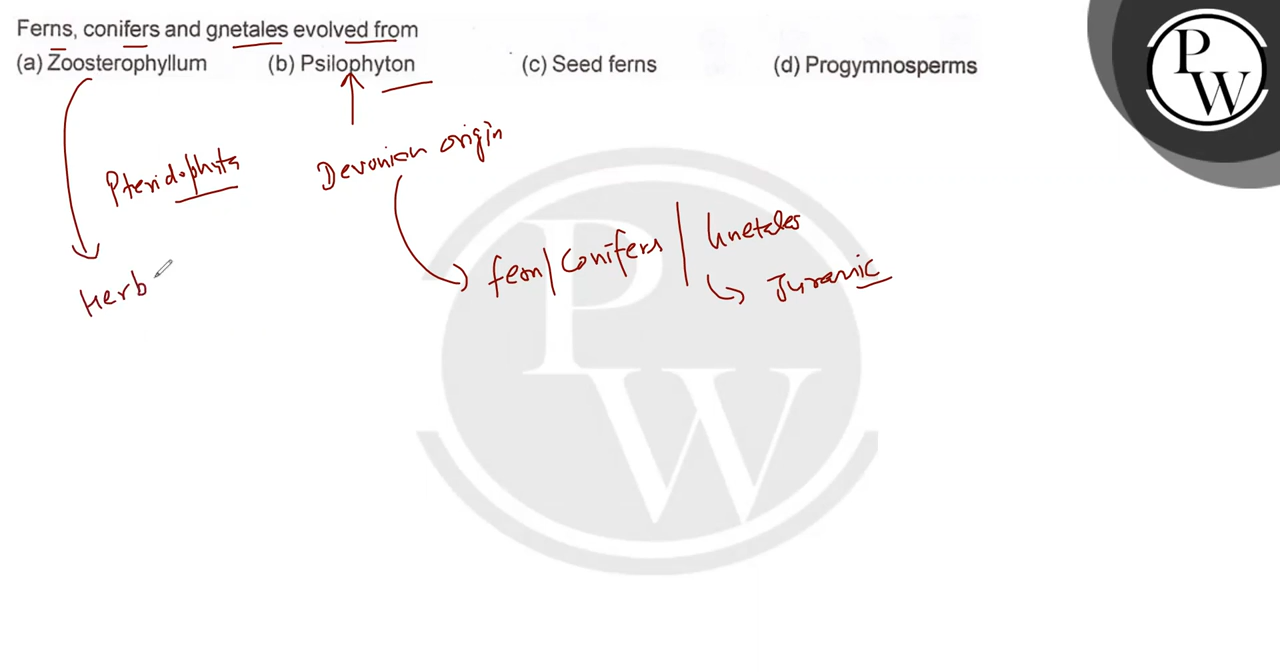 Ferns, conifers and gnetales evolved from
(a) Zoosterophyllum (b) Psilophyton (c) Seed ferns (d) Progymnosperms
P
W
Devonian origin
Pteridophyta
fern/Conifers | Gnetales
Jurassic
Herb
P
W